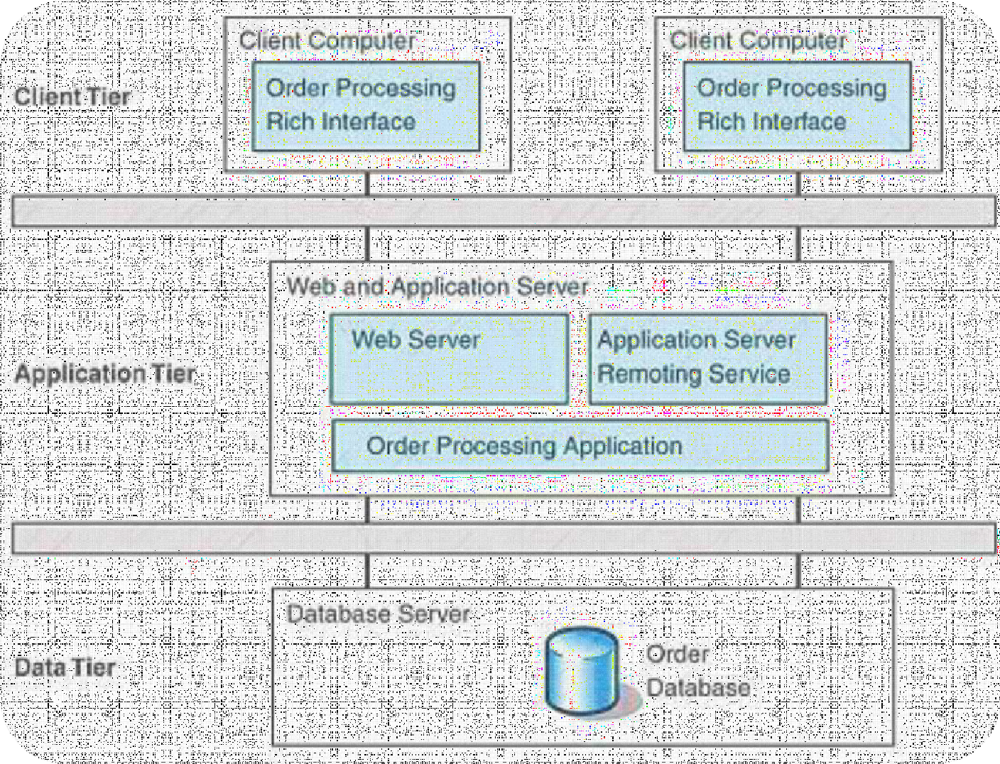 Client Computer
Client Computer
Order Processing
Rich Interface
Order Processing
Rich Interface
Client Tier
Web and Application Server
Web Server
Application Server
Remoting Service
Application Tier
Order Processing Application
Database Server
Order
Database
Data Tier